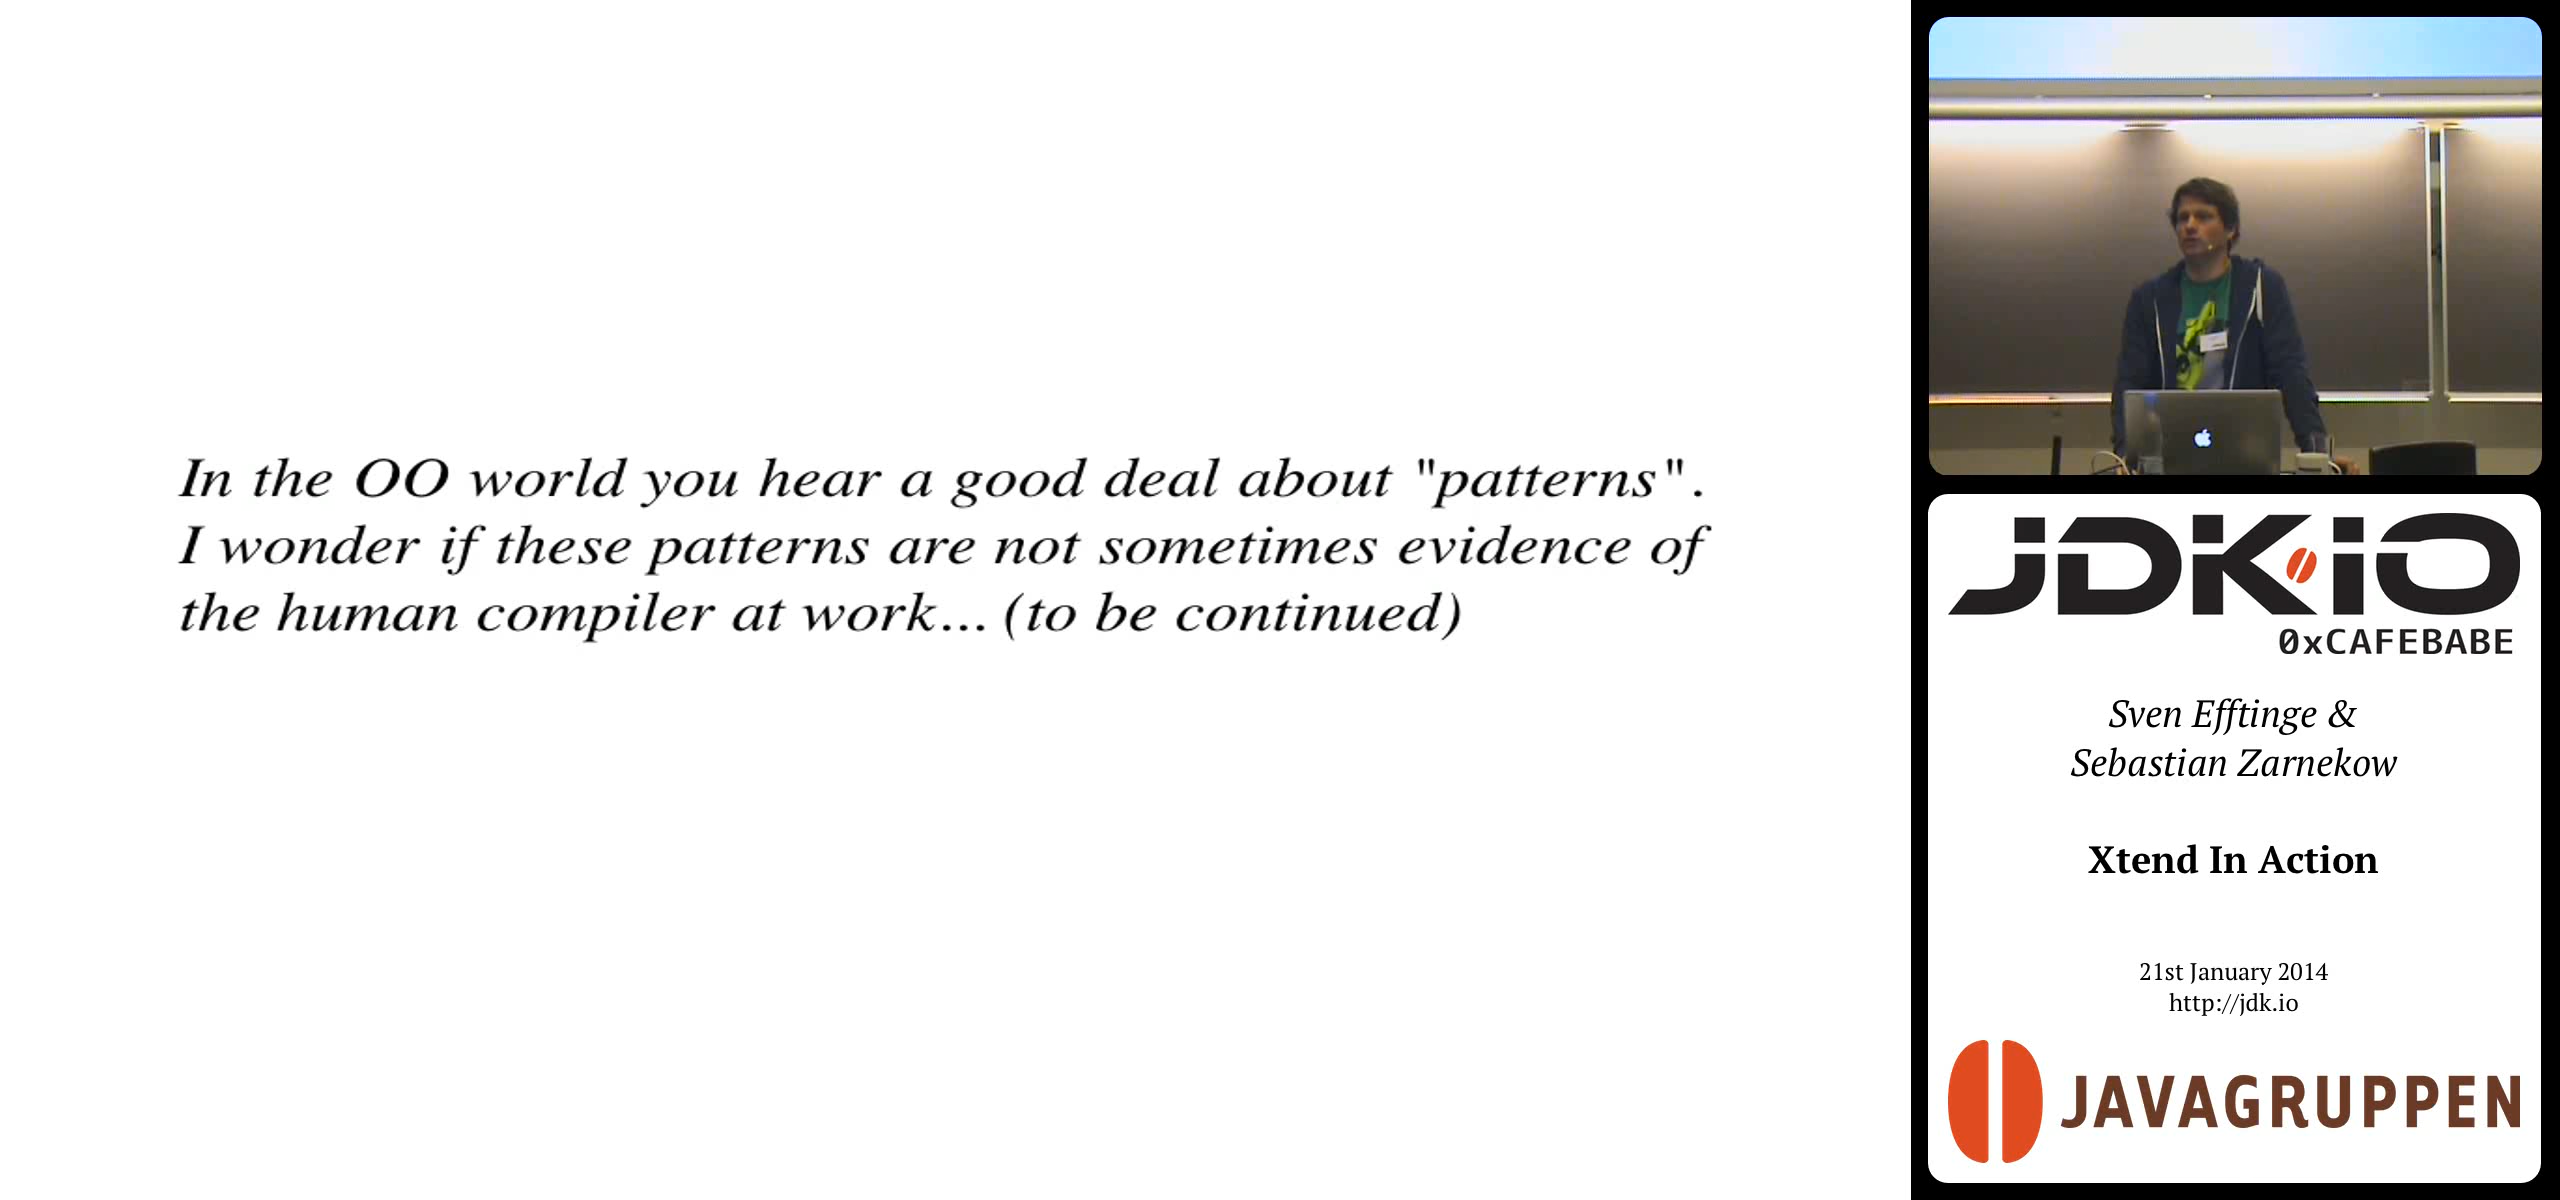 In the OO world you hear a good deal about "patterns".
I wonder if these patterns are not sometimes evidence of
the human compiler at work... (to be continued)
JDK.iO
0xCAFEBABE
Sven Efftinge &
Sebastian Zarnekow
Xtend In Action
21st January 2014
http://jdk.io
JAVAGRUPPEN